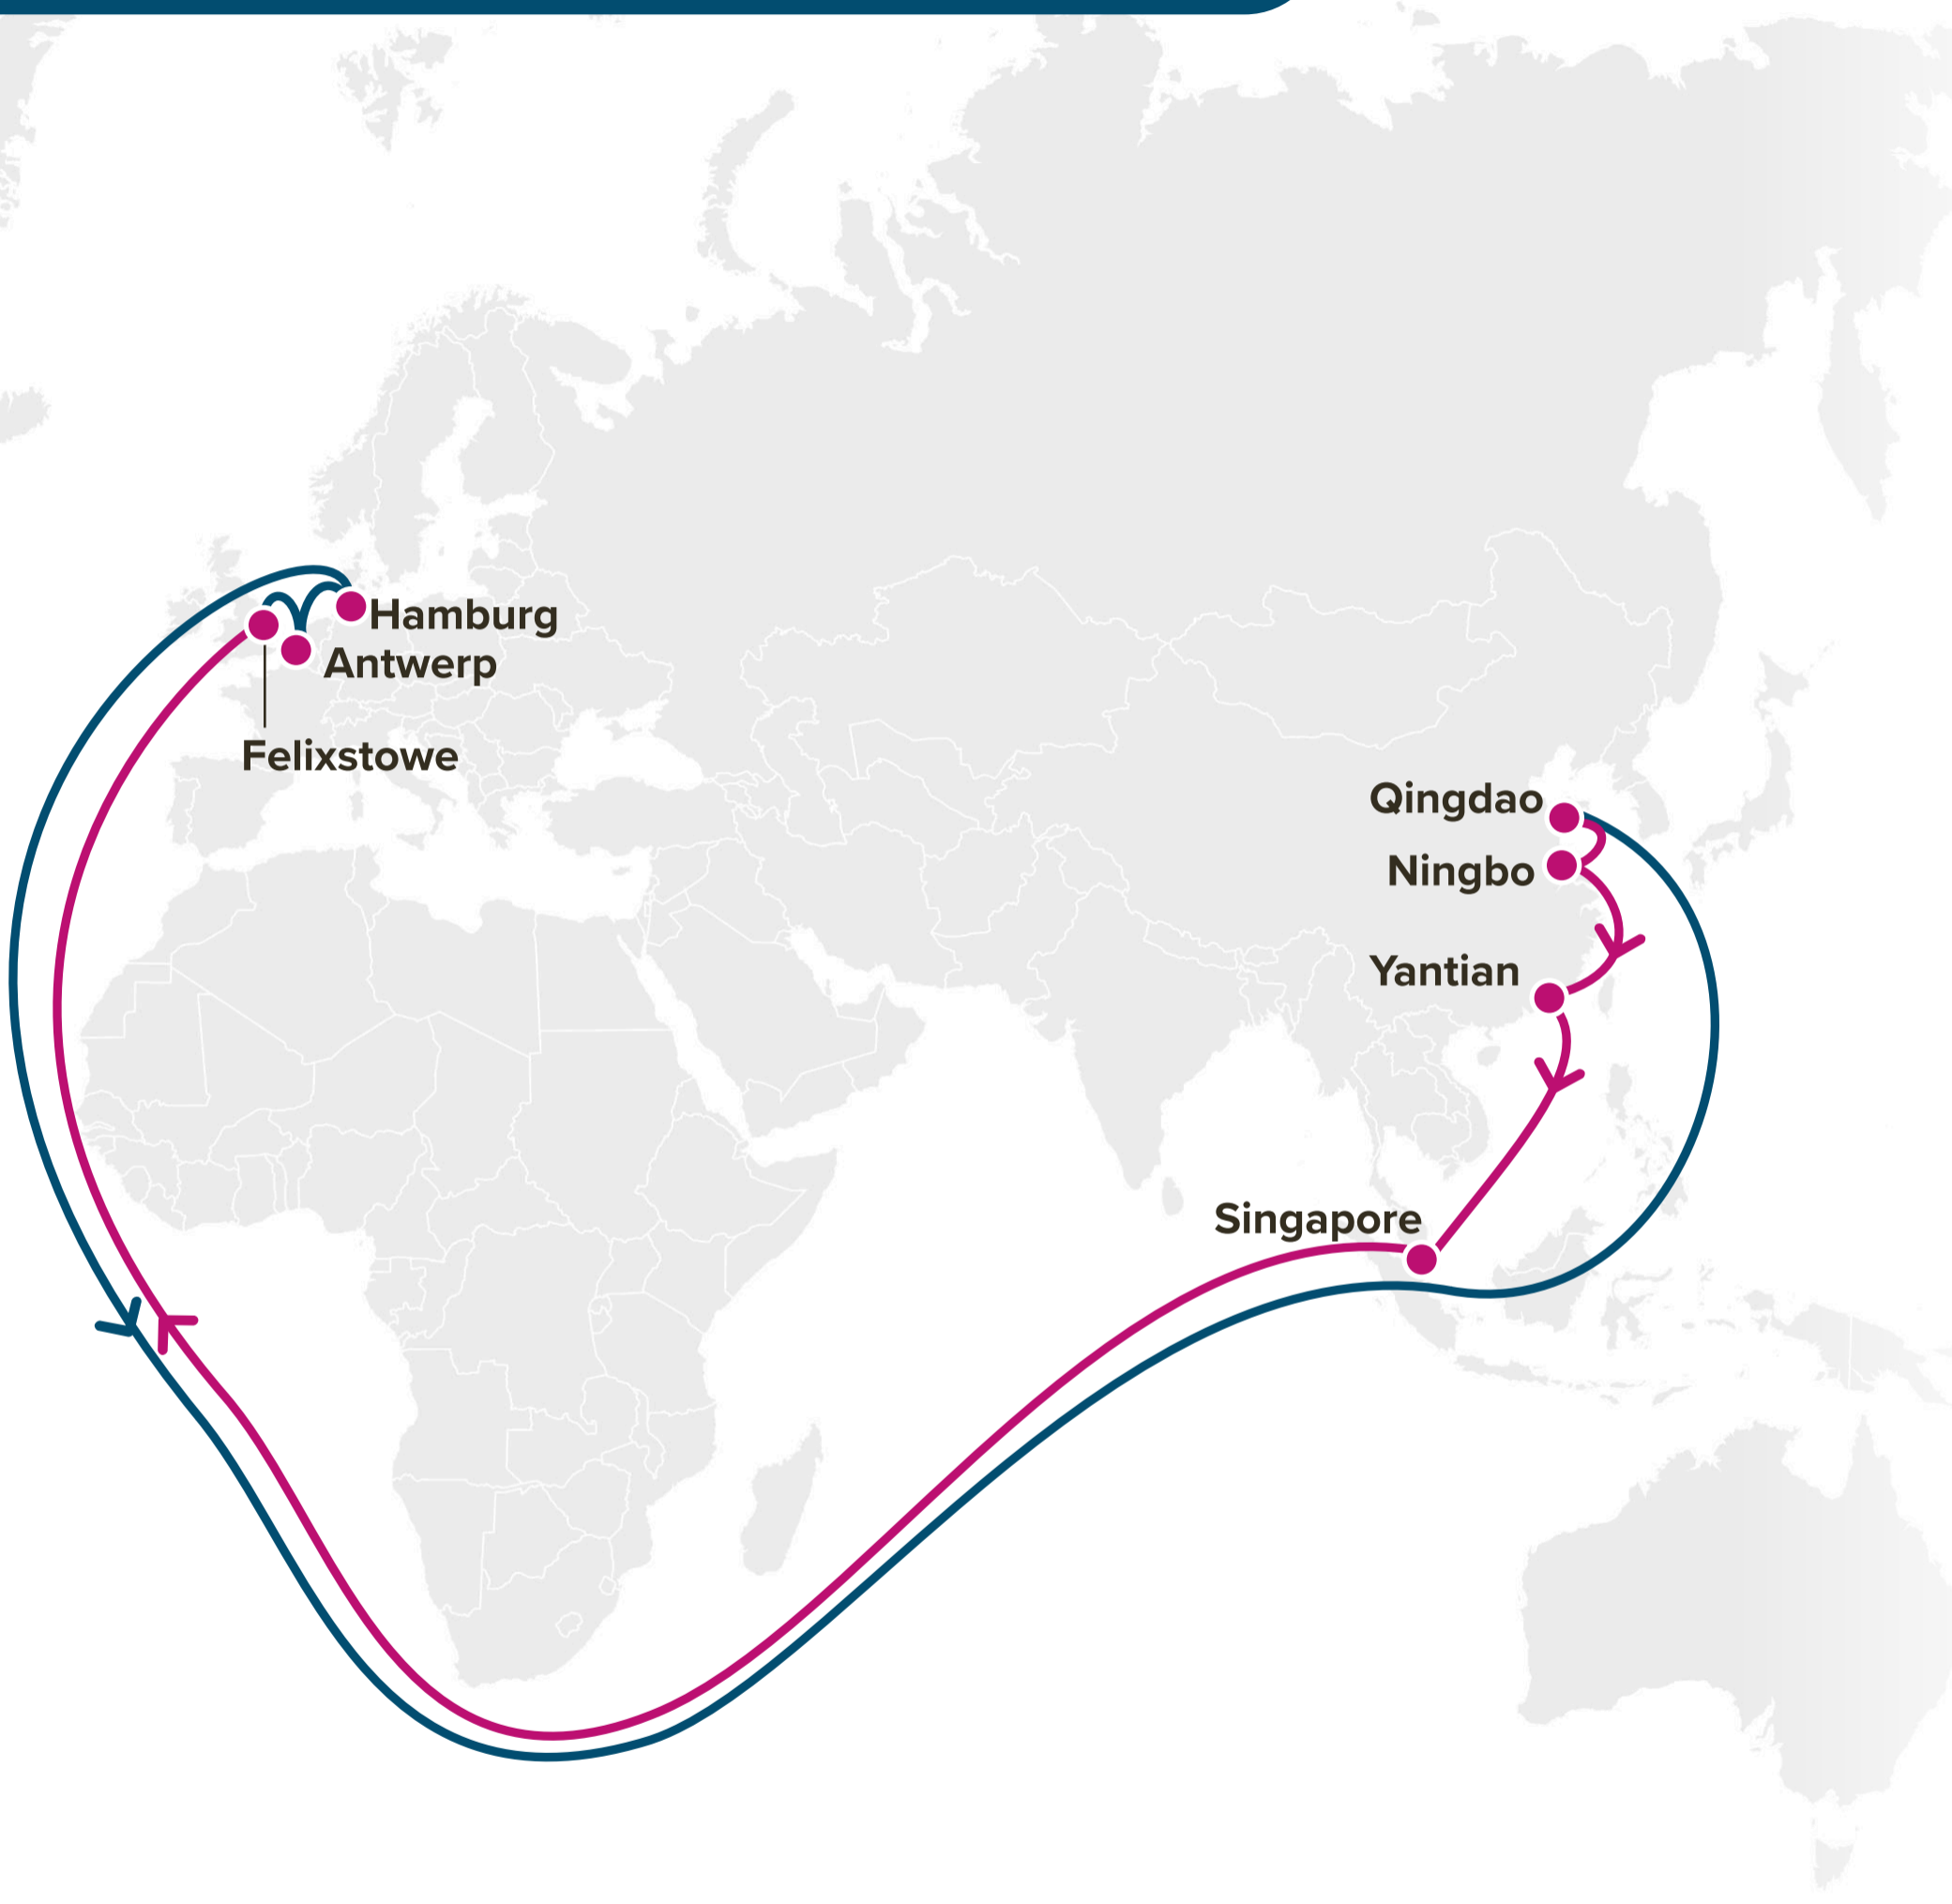 Hamburg
Antwerp
Felixstowe
Qingdao
Ningbo
Yantian
Singapore